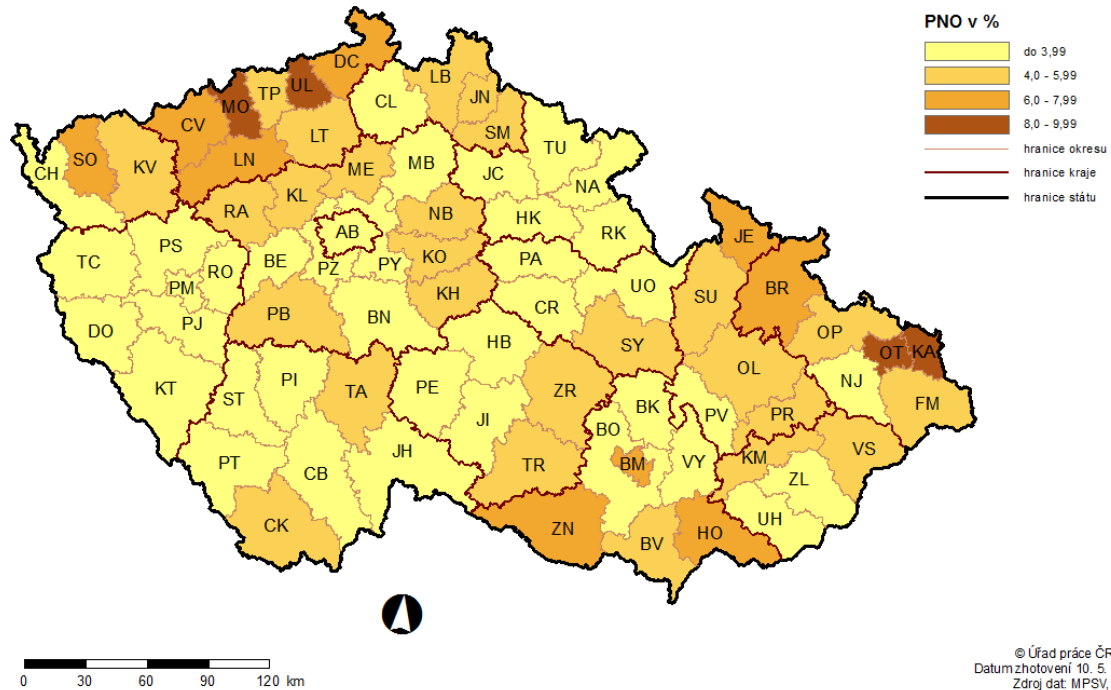 PNO v %
do 3,99
4,0 - 5,99
6,0 - 7,99
8,0 - 9,99
hranice okresu
hranice kraje
hranice státu
DC
LB
UL
TP
MO
JN
CL
CV
SM
LT
TU
LN
SO
KV
CH
ME
MB
JC
NA
KL
RA
NB
HK
AB
RK
JE
PS
KO
BE
PZ
PY
PA
TC
RO
PM
BR
UO
SU
KH
CR
PB
BN
PJ
DO
OP
SY
HB
OT
KA
OL
NJ
KT
PI
TA
PE
ZR
ST
BK
PV
PR
FM
JI
BO
VS
JH
TR
BM
VY
KM
PT
CB
ZL
UH
CK
ZN
HO
BV
0 30 60 90 120 km
© Úřad práce ČR
Datum zhotovení 10. 5.
Zdroj dat: MPSV,